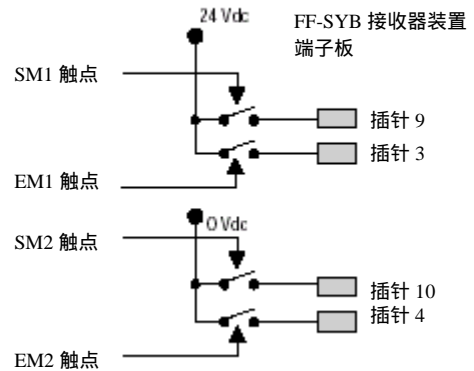 24 Vdc
FF-SYB 接收器装置
端子板
SM1 触点
插针 9
插针 3
EM1 触点
0 Vdc
SM2 触点
插针 10
插针 4
EM2 触点